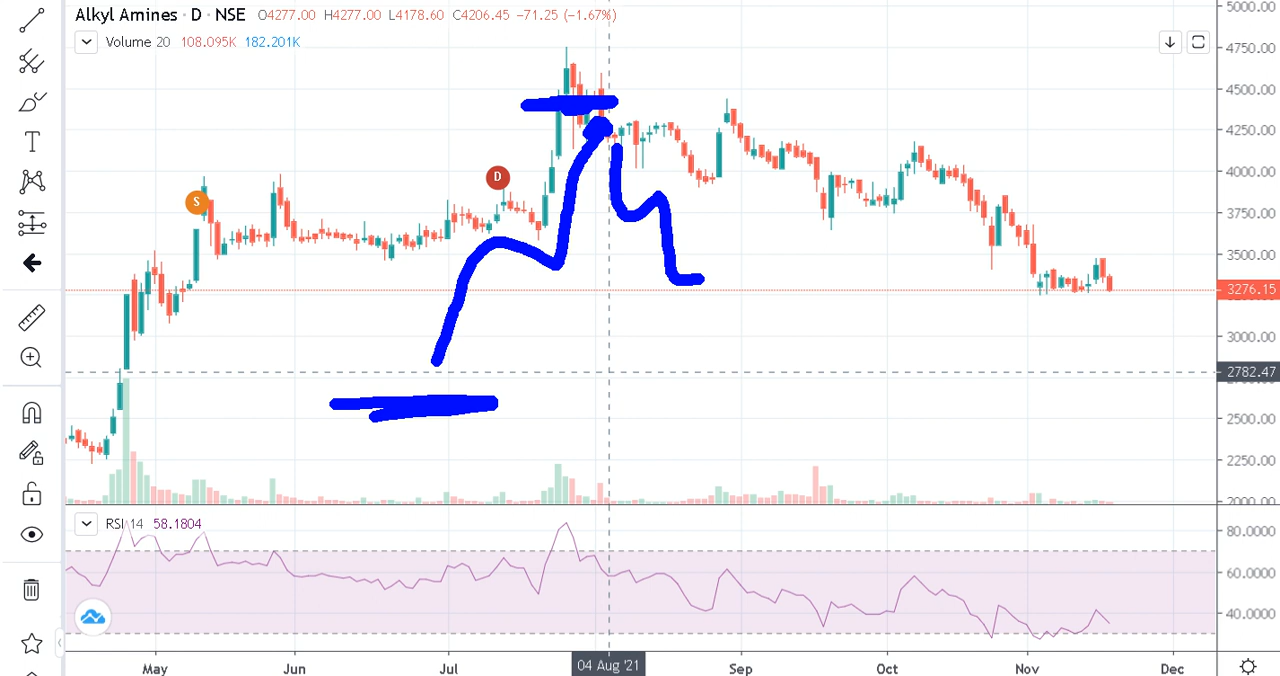 Alkyl Amines · D · NSE O4277.00 H4277.00 L4178.60 C4206.45 −71.25 (−1.67%)
Volume 20 108.095K 182.201K
5000.00
4750.00
4500.00
4250.00
4000.00
3750.00
3500.00
3276.15
3000.00
2782.47
2500.00
2250.00
2000.00
S
D
RSI 14 58.1804
80.0000
60.0000
40.0000
May Jun Jul 04 Aug '21 Sep Oct Nov Dec